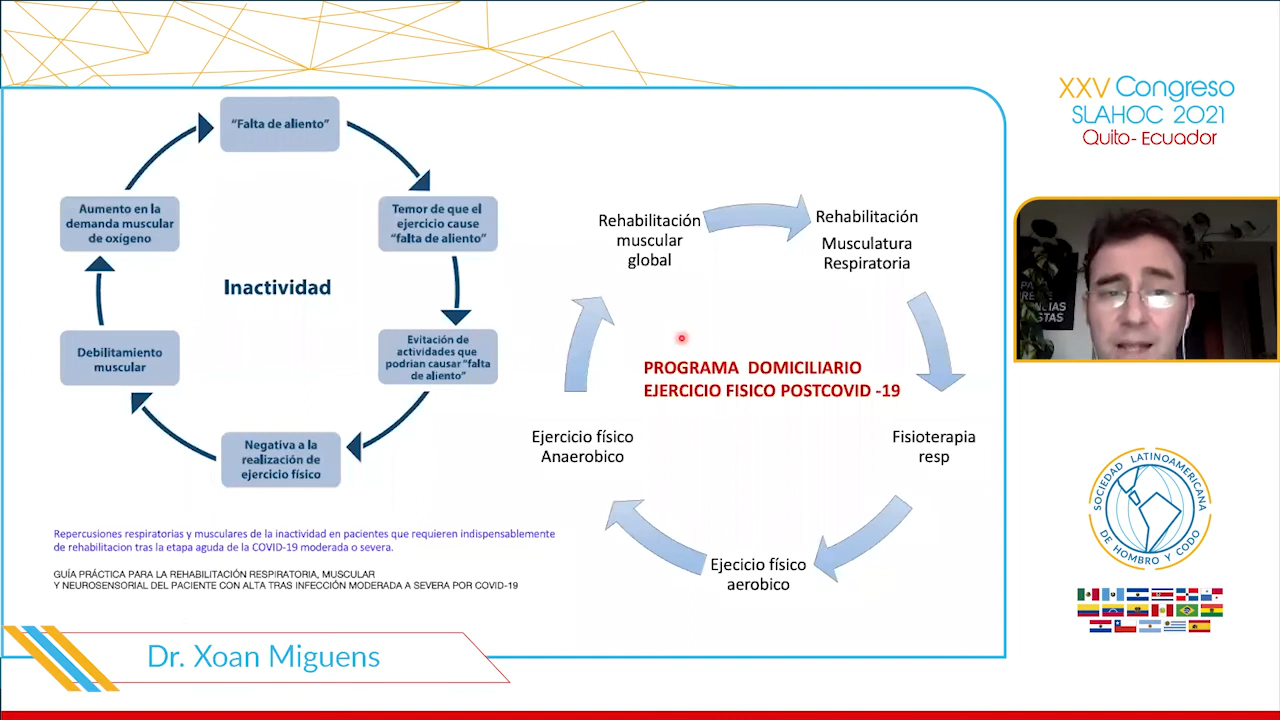 XXV Congreso
SLAHOC 2021
Quito- Ecuador
"Falta de aliento"
Temor de que el
ejercicio cause
"falta de aliento"
Evitación de
actividades que
podrían causar "falta
de aliento"
Negativa a la
realización de
ejercicio físico
Debilitamiento
muscular
Aumento en la
demanda muscular
de oxígeno
Inactividad
Rehabilitación
muscular
global
Rehabilitación
Musculatura
Respiratoria
Fisioterapia
resp
Ejecicio físico
aerobico
Ejercicio físico
Anaerobico
PROGRAMA DOMICILIARIO
EJERCICIO FISICO POSTCOVID -19
Repercusiones respiratorias y musculares de la inactividad en pacientes que requieren indispensablemente
de rehabilitacion tras la etapa aguda de la COVID-19 moderada o severa.
GUÍA PRÁCTICA PARA LA REHABILITACIÓN RESPIRATORIA, MUSCULAR
Y NEUROSENSORIAL DEL PACIENTE CON ALTA TRAS INFECCIÓN MODERADA A SEVERA POR COVID-19
Dr. Xoan Miguens
SOCIEDAD LATINOAMERICANA
DE HOMBRO Y CODO